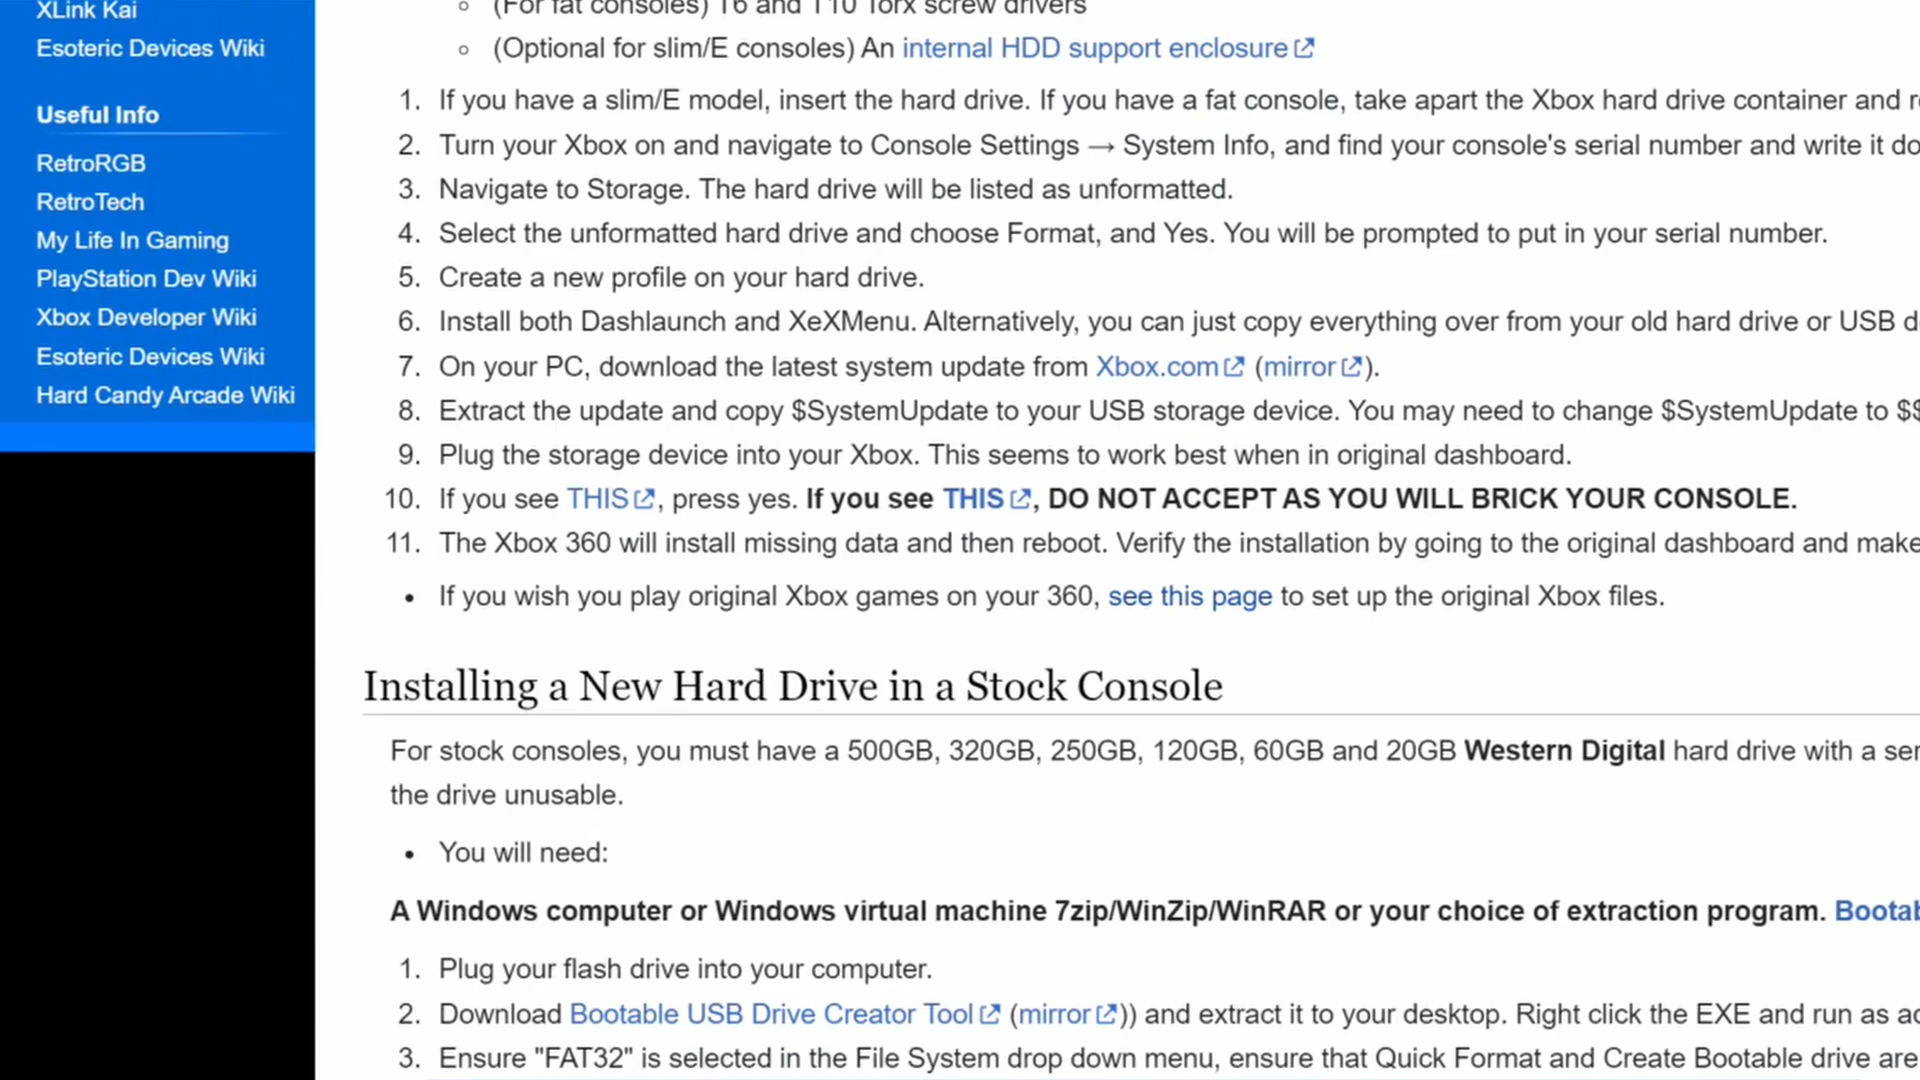 XLink Kai
Esoteric Devices Wiki
Useful Info
RetroRGB
RetroTech
My Life In Gaming
PlayStation Dev Wiki
Xbox Developer Wiki
Esoteric Devices Wiki
Hard Candy Arcade Wiki
(For fat consoles) T6 and T10 Torx screw drivers
(Optional for slim/E consoles) An internal HDD support enclosure
1. If you have a slim/E model, insert the hard drive. If you have a fat console, take apart the Xbox hard drive container and
2. Turn your Xbox on and navigate to Console Settings → System Info, and find your console's serial number and write it
3. Navigate to Storage. The hard drive will be listed as unformatted.
4. Select the unformatted hard drive and choose Format, and Yes. You will be prompted to put in your serial number.
5. Create a new profile on your hard drive.
6. Install both Dashlaunch and XeXMenu. Alternatively, you can just copy everything over from your old hard drive or USB
7. On your PC, download the latest system update from Xbox.com (mirror).
8. Extract the update and copy $SystemUpdate to your USB storage device. You may need to change $SystemUpdate to
9. Plug the storage device into your Xbox. This seems to work best when in original dashboard.
10. If you see THIS, press yes. If you see THIS, DO NOT ACCEPT AS YOU WILL BRICK YOUR CONSOLE.
11. The Xbox 360 will install missing data and then reboot. Verify the installation by going to the original dashboard and make
• If you wish you play original Xbox games on your 360, see this page to set up the original Xbox files.
Installing a New Hard Drive in a Stock Console
For stock consoles, you must have a 500GB, 320GB, 250GB, 120GB, 60GB and 20GB Western Digital hard drive with a
the drive unusable.
• You will need:
A Windows computer or Windows virtual machine 7zip/WinZip/WinRAR or your choice of extraction program.
1. Plug your flash drive into your computer.
2. Download Bootable USB Drive Creator Tool (mirror)) and extract it to your desktop. Right click the EXE and run as
3. Ensure "FAT32" is selected in the File System drop down menu, ensure that Quick Format and Create Bootable drive are